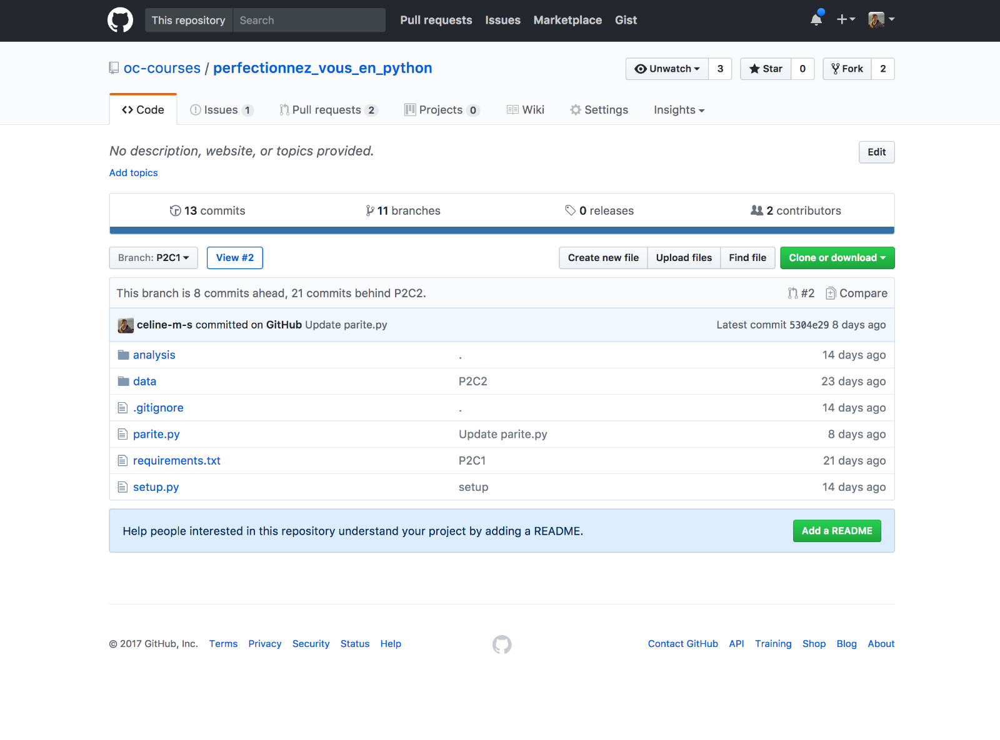 This repository Search Pull requests Issues Marketplace Gist
oc-courses / perfectionnez_vous_en_python Unwatch 3 Star 0 Fork 2
Code Issues 1 Pull requests 2 Projects 0 Wiki Settings Insights
No description, website, or topics provided. Edit
Add topics
13 commits 11 branches 0 releases 2 contributors
Branch: P2C1 View #2 Create new file Upload files Find file Clone or download
This branch is 8 commits ahead, 21 commits behind P2C2. #2 Compare
celine-m-s committed on GitHub Update parite.py Latest commit 5304e29 8 days ago
analysis . 14 days ago
data P2C2 23 days ago
.gitignore . 14 days ago
parite.py Update parite.py 8 days ago
requirements.txt P2C1 21 days ago
setup.py setup 14 days ago
Help people interested in this repository understand your project by adding a README. Add a README
© 2017 GitHub, Inc. Terms Privacy Security Status Help Contact GitHub API Training Shop Blog About